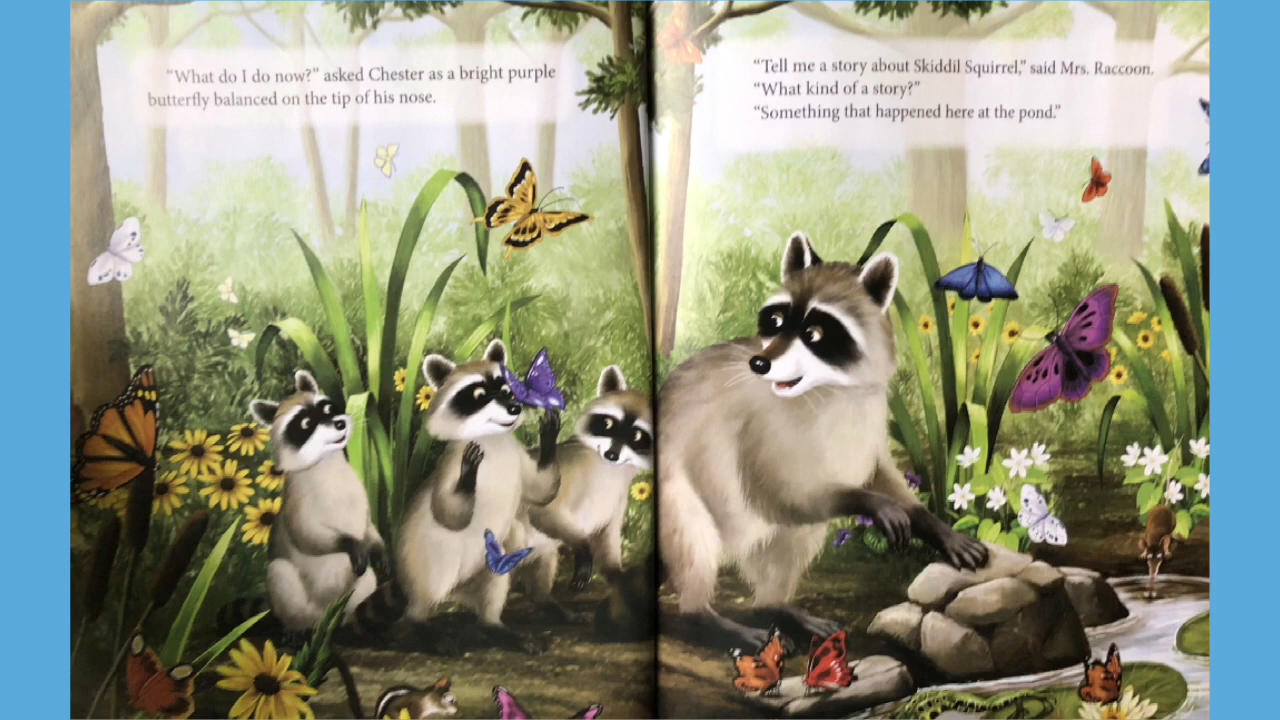 “What do I do now?” asked Chester as a bright purple
butterfly balanced on the tip of his nose.
“Tell me a story about Skiddil Squirrel,” said Mrs. Raccoon.
“What kind of a story?”
“Something that happened here at the pond.”